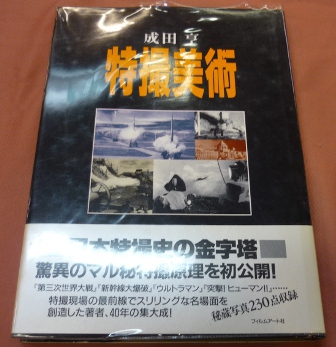 成田 亨
特撮美術
日本特撮史の金字塔
驚異のマル秘特撮原理を初公開!
「第三次世界大戦」「新幹線大爆破」「ウルトラマン」「突撃!ヒューマン!!」……
特撮現場の最前線でスリリングな名場面を
創造した著者、40年の集大成!
秘蔵写真230点収録
フィルムアート社